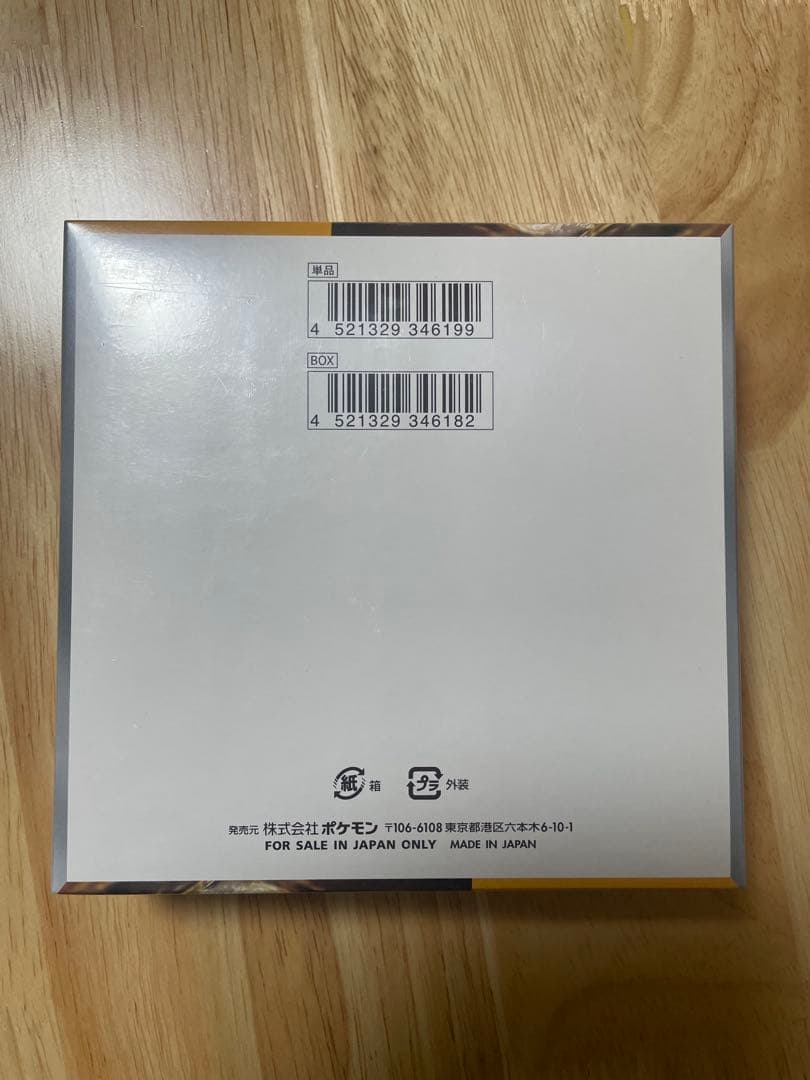 単品
4 521329 346199
BOX
4 521329 346182
紙 箱 プラ 外装
発売元 株式会社 ポケモン 〒106-6108 東京都港区六本木6-10-1
FOR SALE IN JAPAN ONLY MADE IN JAPAN